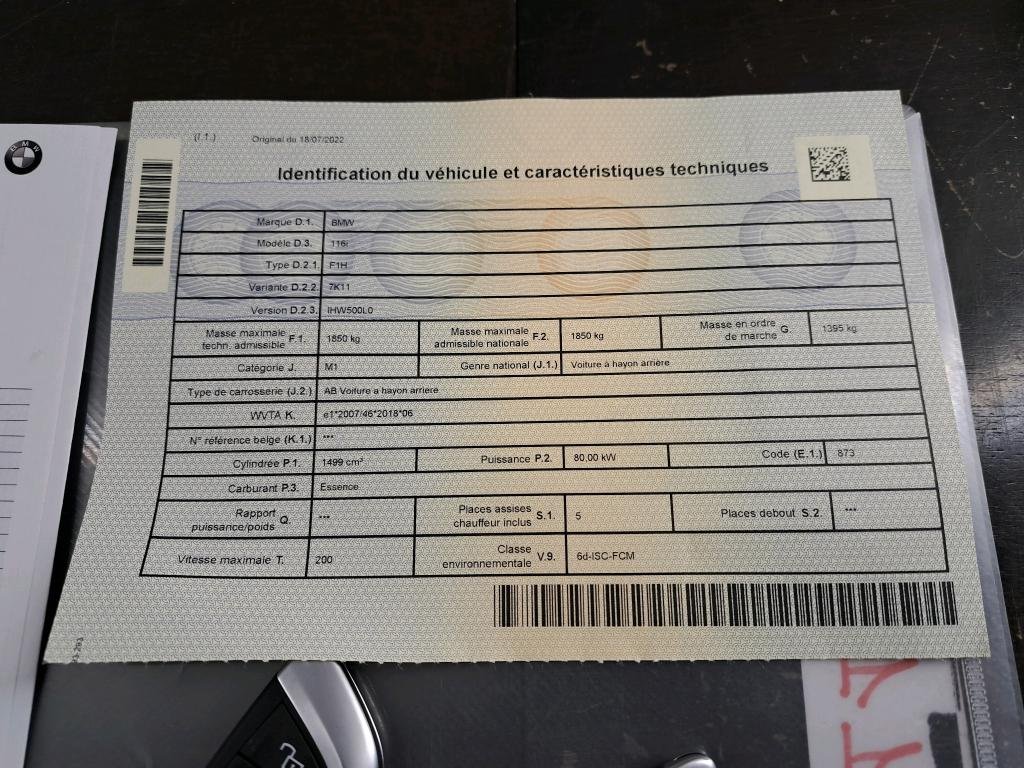 BMW
(I.1.) Original du 18/07/2022
Identification du véhicule et caractéristiques techniques
Marque D.1. BMW
Modèle D.3. 116i
Type D.2.1. F1H
Variante D.2.2. 7K11
Version D.2.3. IHW500L0
Masse maximale techn. admissible F.1. 1850 kg Masse maximale admissible nationale F.2. 1850 kg Masse en ordre de marche G. 1395 kg
Catégorie J. M1 Genre national (J.1.) Voiture à hayon arrière
Type de carrosserie (J.2.) AB Voiture à hayon arrière
WVTA K. e1*2007/46*2018*06
N° référence belge (K.1.) ***
Cylindrée P.1. 1499 cm³ Puissance P.2. 80,00 kW Code (E.1.) 873
Carburant P.3. Essence
Rapport puissance/poids Q. *** Places assises chauffeur inclus S.1. 5 Places debout S.2. ***
Vitesse maximale T. 200 Classe environnementale V.9. 6d-ISC-FCM